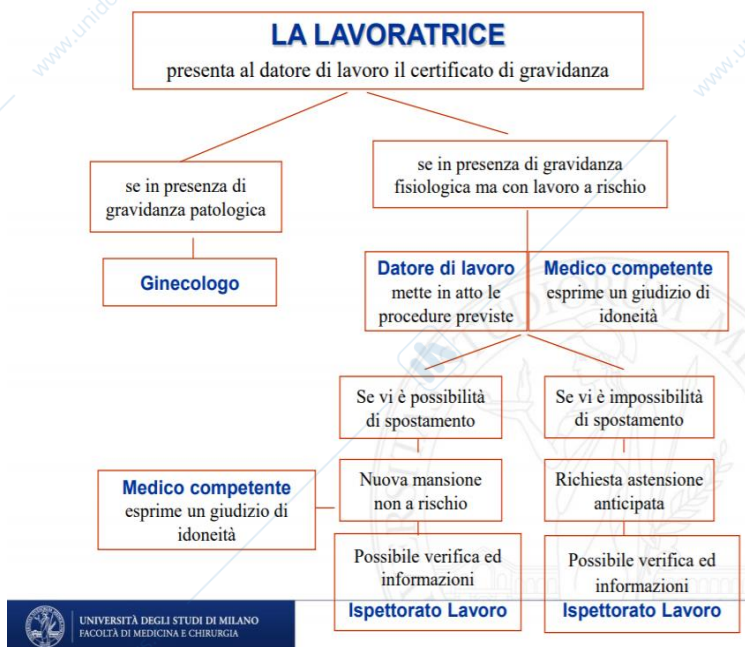 LA LAVORATRICE
presenta al datore di lavoro il certificato di gravidanza
se in presenza di
gravidanza patologica
Ginecologo
se in presenza di gravidanza
fisiologica ma con lavoro a rischio
Datore di lavoro
mette in atto le
procedure previste
Medico competente
esprime un giudizio di
idoneità
Se vi è possibilità
di spostamento
Se vi è impossibilità
di spostamento
Medico competente
esprime un giudizio di
idoneità
Nuova mansione
non a rischio
Richiesta astensione
anticipata
Possibile verifica ed
informazioni
Ispettorato Lavoro
Possibile verifica ed
informazioni
Ispettorato Lavoro
UNIVERSITÀ DEGLI STUDI DI MILANO
FACOLTÀ DI MEDICINA E CHIRURGIA